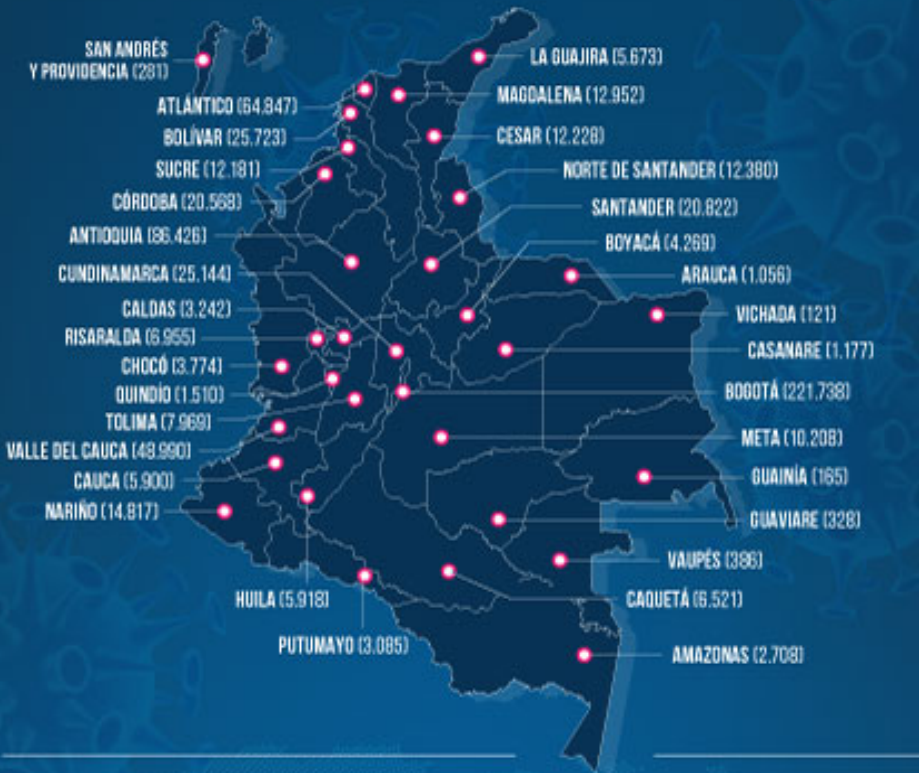 SAN ANDRÉS
Y PROVIDENCIA (281)
ATLÁNTICO (64.847)
BOLÍVAR (25.723)
SUCRE (12.181)
CÓRDOBA (20.568)
ANTIOQUIA (86.426)
CUNDINAMARCA (25.144)
CALDAS (3.242)
RISARALDA (6.955)
CHOCÓ (3.774)
QUINDÍO (1.510)
TOLIMA (7.969)
VALLE DEL CAUCA (48.990)
CAUCA (5.900)
NARIÑO (14.817)
HUILA (5.918)
PUTUMAYO (3.085)
LA GUAJIRA (5.673)
MAGDALENA (12.952)
CESAR (12.228)
NORTE DE SANTANDER (12.380)
SANTANDER (20.822)
BOYACÁ (4.269)
ARAUCA (1.056)
VICHADA (121)
CASANARE (1.177)
BOGOTÁ (221.738)
META (10.208)
GUAINÍA (165)
GUAVIARE (328)
VAUPÉS (386)
CAQUETÁ (6.521)
AMAZONAS (2.708)